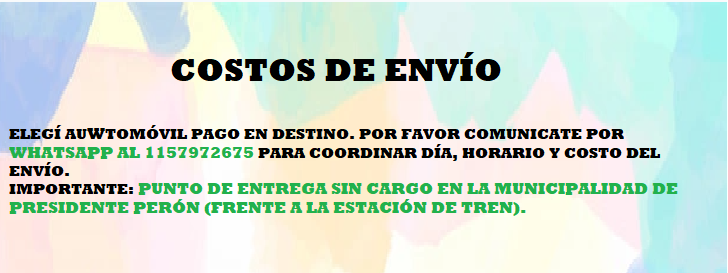 COSTOS DE ENVÍO
ELEGÍ AUWTOMÓVIL PAGO EN DESTINO. POR FAVOR COMUNICATE POR
WHATSAPP AL 1157972675 PARA COORDINAR DÍA, HORARIO Y COSTO DEL
ENVÍO.
IMPORTANTE: PUNTO DE ENTREGA SIN CARGO EN LA MUNICIPALIDAD DE
PRESIDENTE PERÓN (FRENTE A LA ESTACIÓN DE TREN).